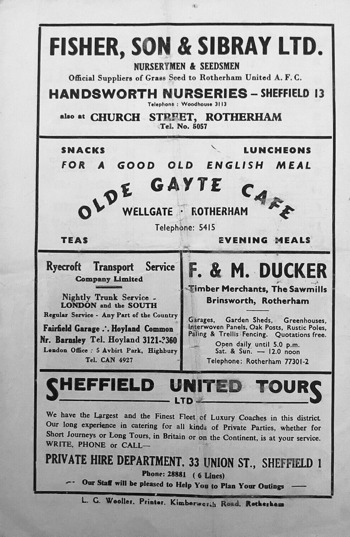 FISHER, SON & SIBRAY LTD.
NURSERYMEN & SEEDSMEN
Official Suppliers of Grass Seed to Rotherham United A. F. C.
HANDSWORTH NURSERIES – SHEFFIELD 13
Telephone : Woodhouse 3113
also at CHURCH STREET, ROTHERHAM
Tel. No. 6057
SNACKS LUNCHEONS
FOR A GOOD OLD ENGLISH MEAL
OLDE GAYTE CAFE
WELLGATE · ROTHERHAM
Telephone: 5415
TEAS EVENING MEALS
Ryecroft Transport Service
Company Limited
Nightly Trunk Service -
LONDON and the SOUTH
Regular Service - Any Part of the Country
Fairfield Garage .·. Hoyland Common
Nr. Barnsley Tel. Hoyland 3121-2360
London Office : 5 Avbirt Park, Highbury
Tel. CAN 4927
F. & M. DUCKER
Timber Merchants, The Sawmills
Brinsworth, Rotherham
Garages, Garden Sheds, Greenhouses,
Interwoven Panels, Oak Posts, Rustic Poles,
Paling & Trellis Fencing. Quotations free.
Open daily until 5.0 p.m.
Sat. & Sun. — 12.0 noon
Telephone: Rotherham 77301-2
SHEFFIELD UNITED TOURS
LTD
We have the Largest and the Finest Fleet of Luxury Coaches in this district.
Our long experience in catering for all kinds of Private Parties, whether for
Short Journeys or Long Tours, in Britain or on the Continent, is at your service.
WRITE, PHONE or CALL—
PRIVATE HIRE DEPARTMENT, 33 UNION ST., SHEFFIELD 1
Phone: 28881 ( 6 Lines)
— Our Staff will be pleased to Help You to Plan Your Outings —
L. G. Woollen, Printer, Kimberworth Road, Rotherham